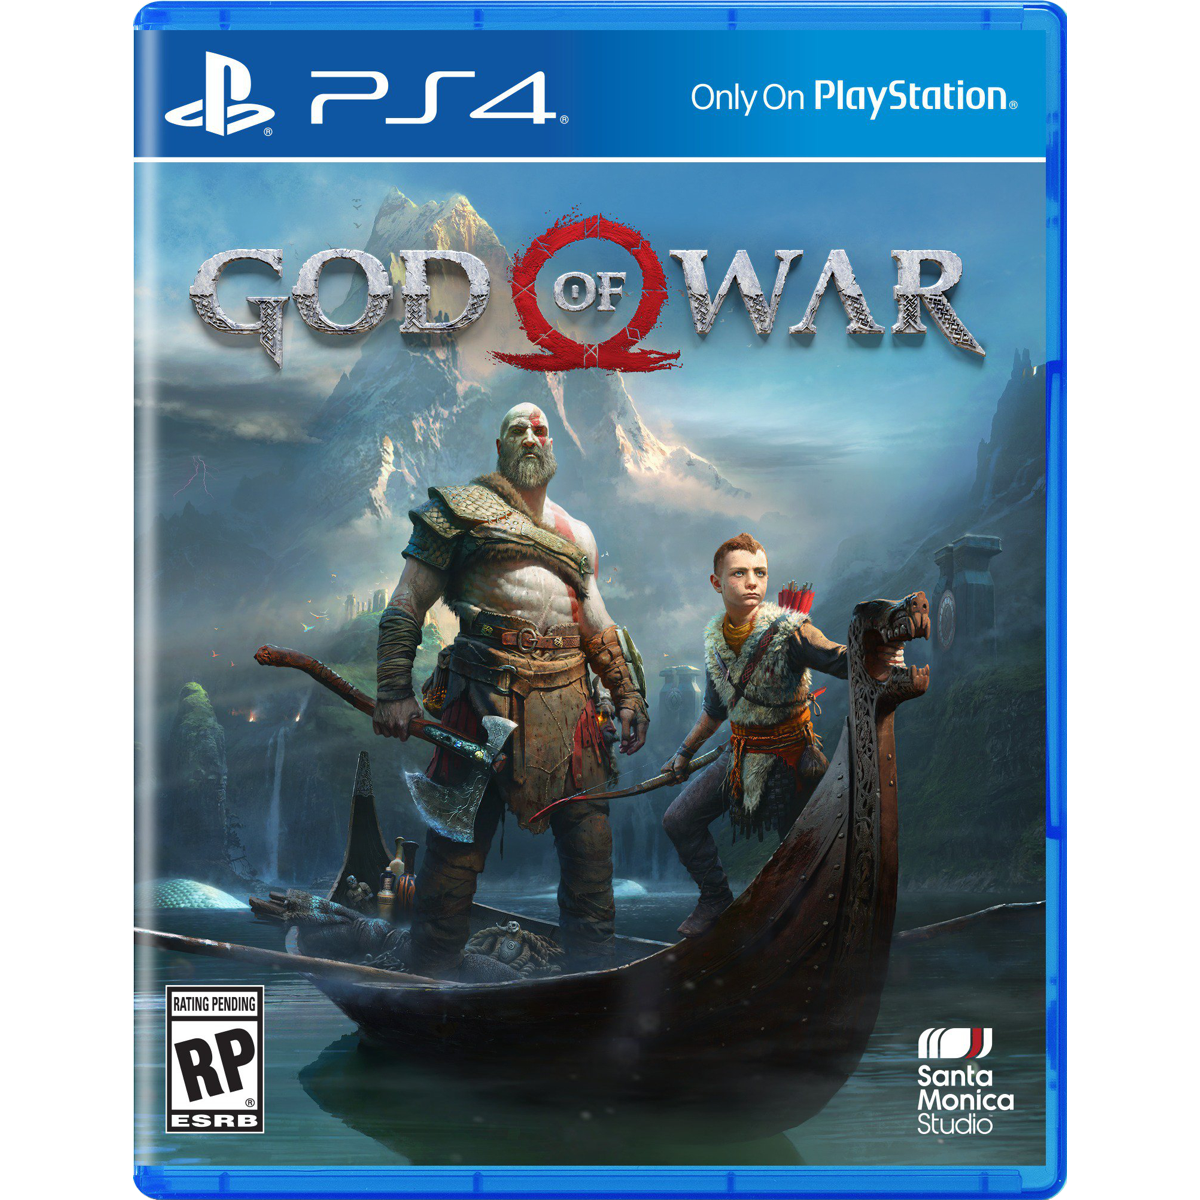 PS4®
Only On PlayStation®
GOD OF WAR
RATING PENDING
RP
®
ESRB
Santa
Monica
Studio